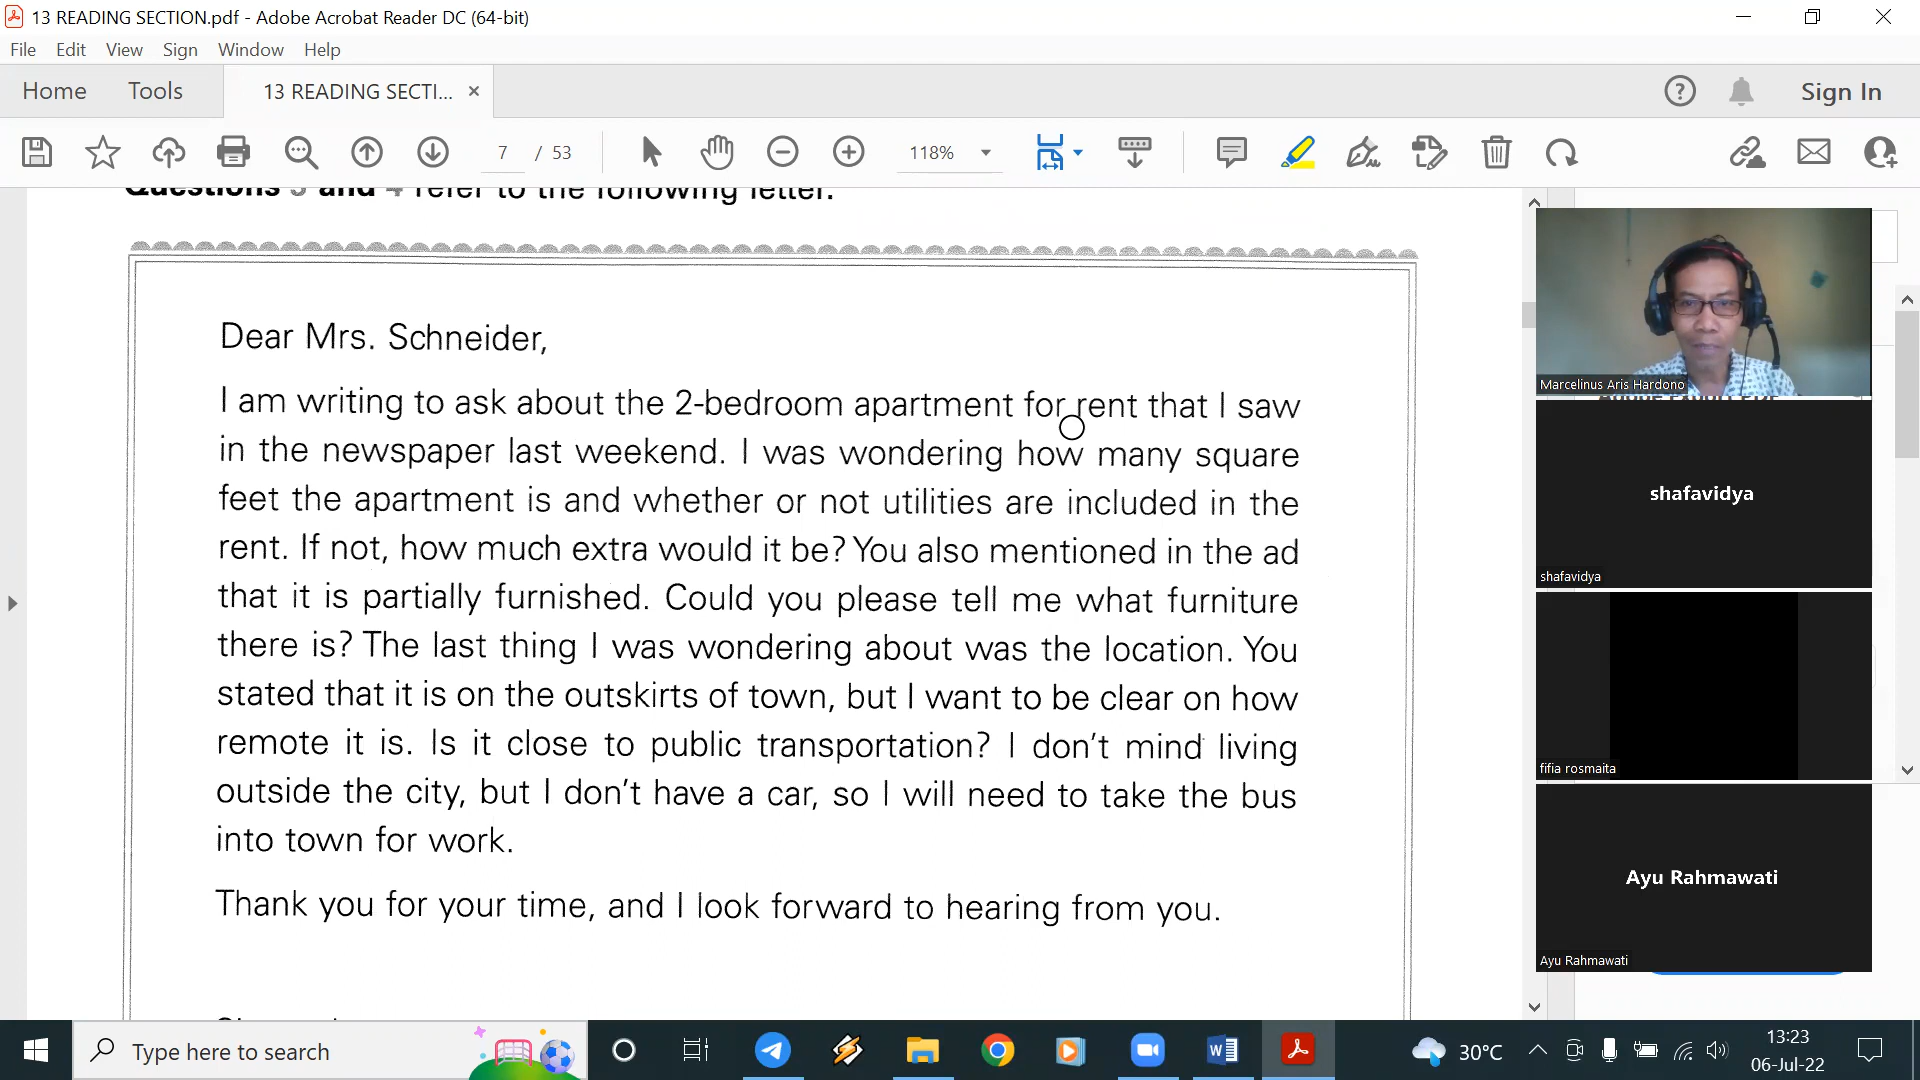 13 READING SECTION.pdf - Adobe Acrobat Reader DC (64-bit)
File Edit View Sign Window Help
Home Tools 13 READING SECTI... × Sign In
7 / 53 118%
Questions 3 and 4 refer to the following letter.
Dear Mrs. Schneider,
I am writing to ask about the 2-bedroom apartment for rent that I saw
in the newspaper last weekend. I was wondering how many square
feet the apartment is and whether or not utilities are included in the
rent. If not, how much extra would it be? You also mentioned in the ad
that it is partially furnished. Could you please tell me what furniture
there is? The last thing I was wondering about was the location. You
stated that it is on the outskirts of town, but I want to be clear on how
remote it is. Is it close to public transportation? I don't mind living
outside the city, but I don't have a car, so I will need to take the bus
into town for work.
Thank you for your time, and I look forward to hearing from you.
Marcelinus Aris Hardono
shafavidya
shafavidya
fifia rosmaita
Ayu Rahmawati
Ayu Rahmawati
Type here to search
30°C
13:23
06-Jul-22